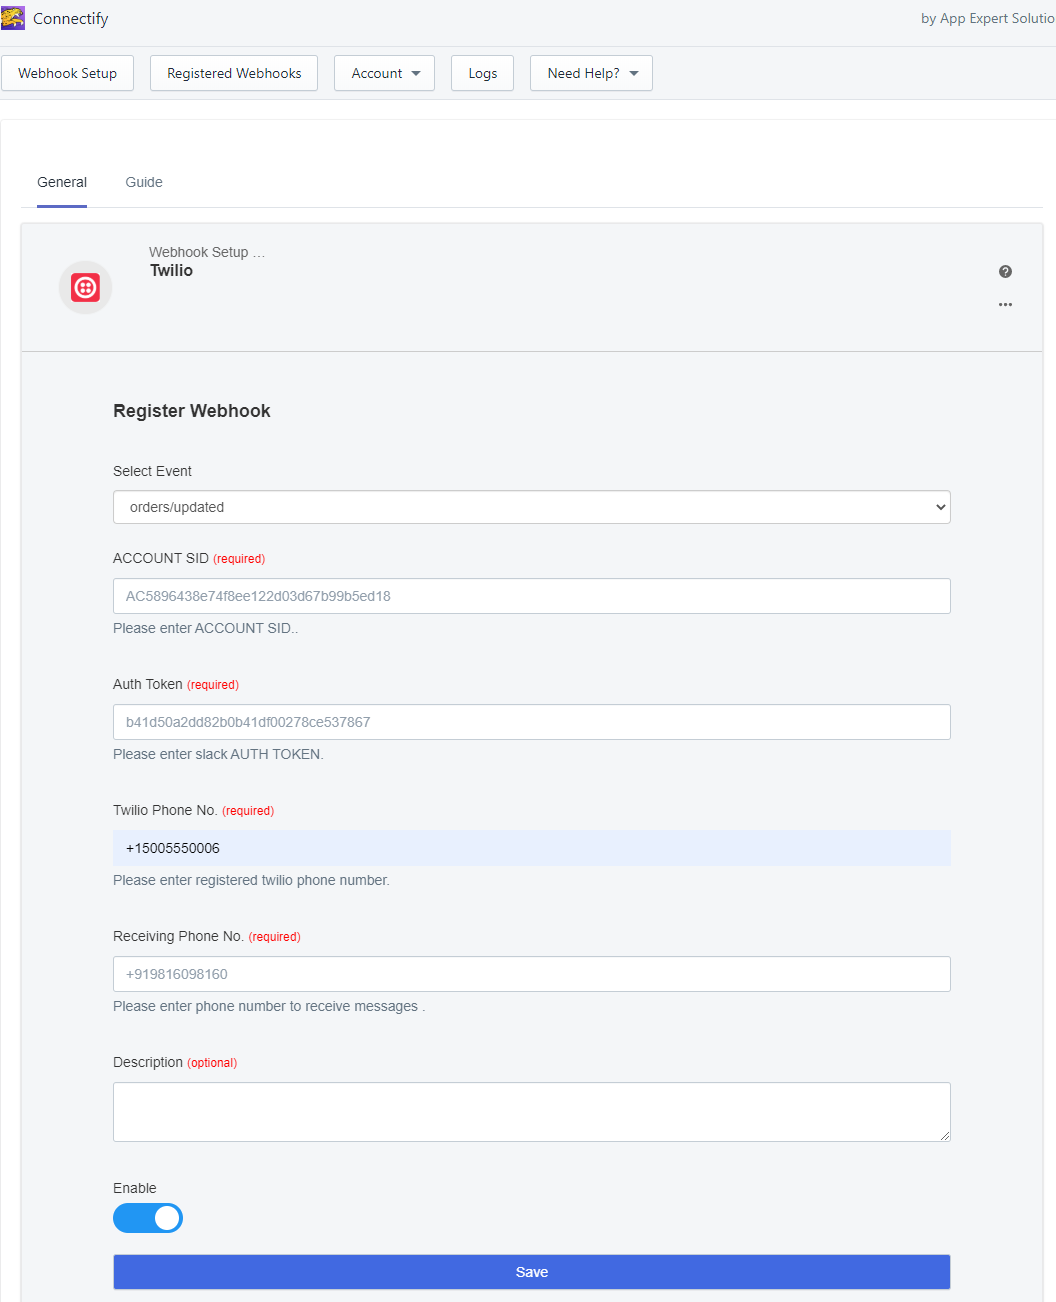 Connectify
by App Expert Solutio
Webhook Setup
Registered Webhooks
Account
Logs
Need Help?
General
Guide
Webhook Setup ...
Twilio
Register Webhook
Select Event
orders/updated
ACCOUNT SID (required)
AC5896438e74f8ee122d03d67b99b5ed18
Please enter ACCOUNT SID..
Auth Token (required)
b41d50a2dd82b0b41df00278ce537867
Please enter slack AUTH TOKEN.
Twilio Phone No. (required)
+15005550006
Please enter registered twilio phone number.
Receiving Phone No. (required)
+919816098160
Please enter phone number to receive messages .
Description (optional)
Enable
Save